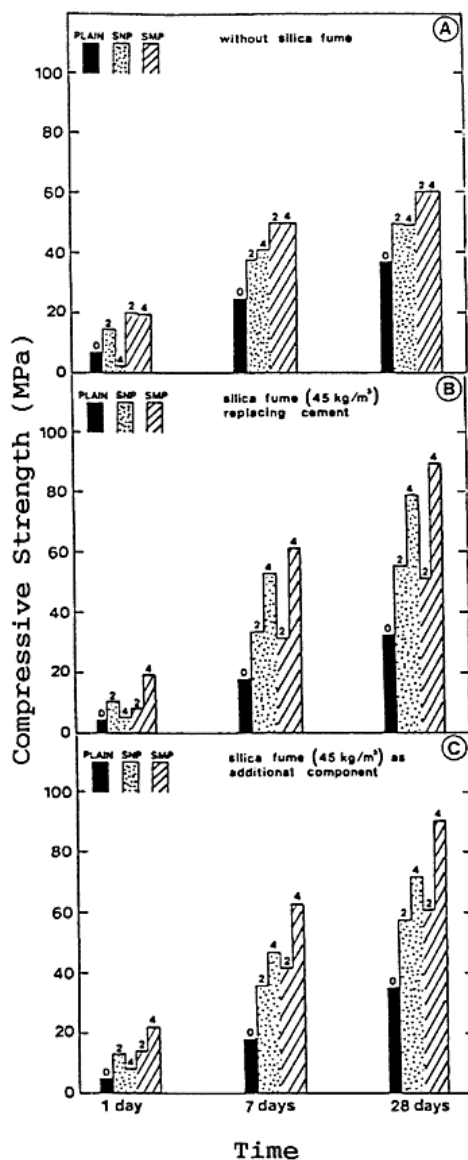 A
PLAIN SNP SMP without silica fume
100
80
60
40
20
0
0 2 4 2 4
0 2 4 2 4
0 2 4 2 4
B
PLAIN SNP SMP silica fume (45 kg/m³)
replacing cement
100
80
60
40
20
0
0 2 4 2 4
0 2 4 2 4
0 2 4 2 4
C
PLAIN SNP SMP silica fume (45 kg/m³) as
additional component
100
80
60
40
20
0
0 2 4 2 4
0 2 4 2 4
0 2 4 2 4
Compressive Strength (MPa)
1 day 7 days 28 days
Time